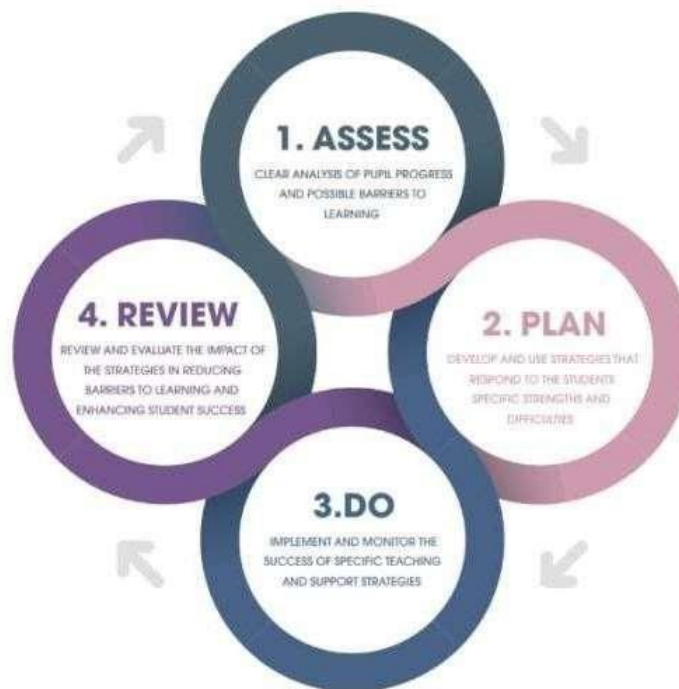 1. ASSESS
CLEAR ANALYSIS OF PUPIL PROGRESS
AND POSSIBLE BARRIERS TO
LEARNING
2. PLAN
DEVELOP AND USE STRATEGIES THAT
RESPOND TO THE STUDENTS
SPECIFIC STRENGTHS AND
DIFFICULTIES
3.DO
IMPLEMENT AND MONITOR THE
SUCCESS OF SPECIFIC TEACHING
AND SUPPORT STRATEGIES
4. REVIEW
REVIEW AND EVALUATE THE IMPACT OF
THE STRATEGIES IN REDUCING
BARRIERS TO LEARNING AND
ENHANCING STUDENT SUCCESS